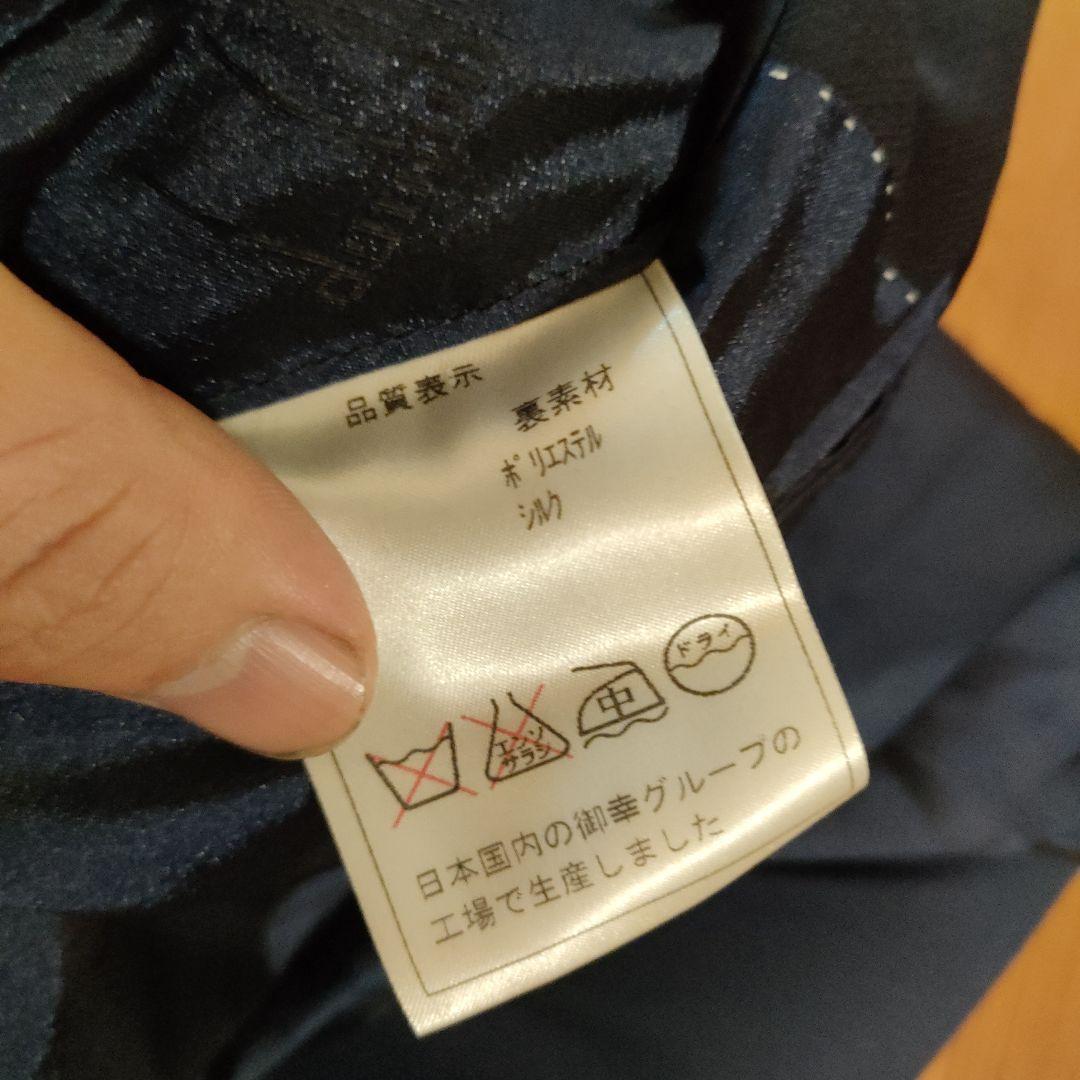 品質表示
裏素材
ポリエステル
シルク
エンソ
サラシ
中
ドライ
日本国内の御幸グループの
工場で生産しました